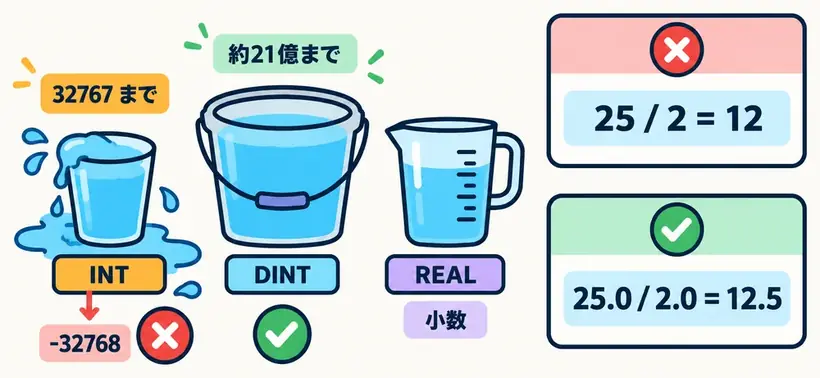 32767 まで
INT
-32768
約21億まで
DINT
REAL
小数
25 / 2 = 12
25.0 / 2.0 = 12.5